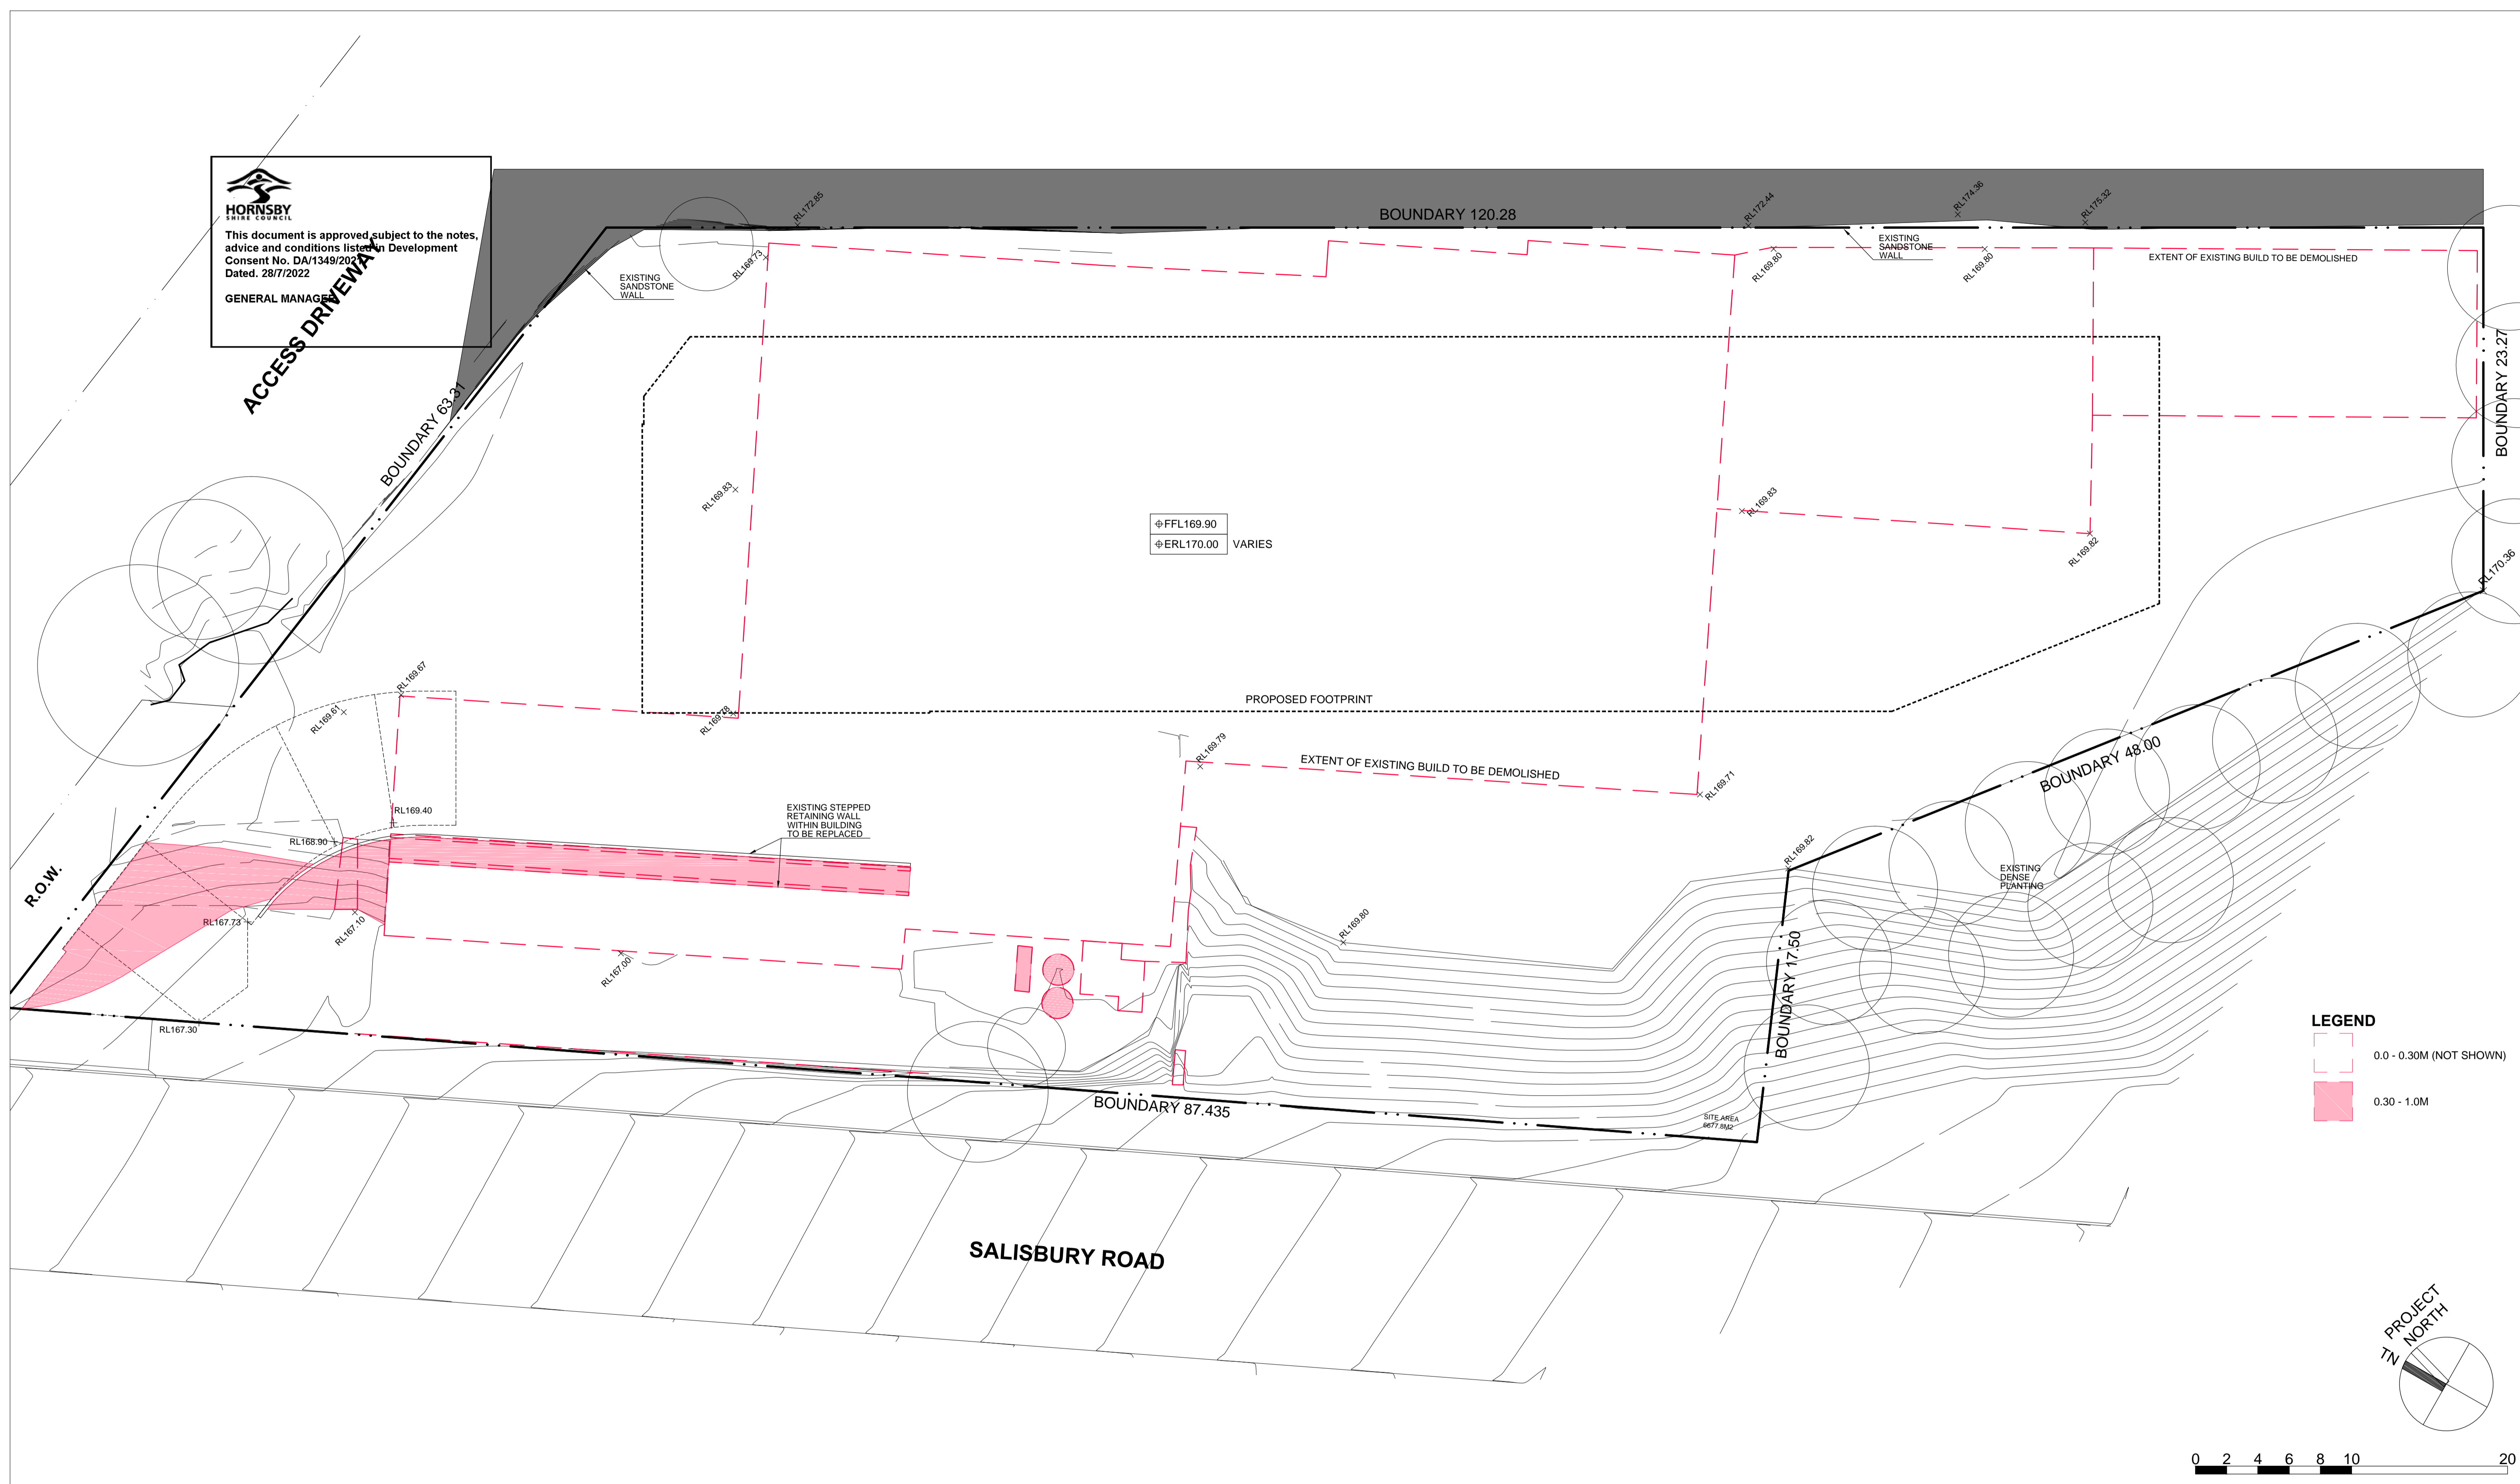 HORNSBY
SHIRE COUNCIL
This document is approved subject to the notes,
advice and conditions listed in Development
Consent No. DA/1349/202
Dated. 28/7/2022
GENERAL MANAGER
ACCESS DRIVEWAY
BOUNDARY 63.31
BOUNDARY 120.28
RL172.85
RL172.44
RL174.36
RL175.32
RL169.73
EXISTING
SANDSTONE
WALL
RL169.80
EXISTING
SANDSTONE
WALL
RL169.80
EXTENT OF EXISTING BUILD TO BE DEMOLISHED
BOUNDARY 23.27
RL169.83
RL169.83
FFL169.90
ERL170.00 VARIES
RL169.82
RL170.36
RL169.67
RL169.61
RL169.78
PROPOSED FOOTPRINT
RL169.79
EXTENT OF EXISTING BUILD TO BE DEMOLISHED
RL169.71
BOUNDARY 48.00
RL169.40
EXISTING STEPPED
RETAINING WALL
WITHIN BUILDING
TO BE REPLACED
RL168.90
R.O.W.
RL169.82
EXISTING
DENSE
PLANTING
RL167.73
RL167.10
RL169.80
RL167.00
BOUNDARY 17.50
RL167.30
BOUNDARY 87.435
SITE AREA
6677.8M2
LEGEND
0.0 - 0.30M (NOT SHOWN)
0.30 - 1.0M
SALISBURY ROAD
PROJECT
NORTH
TN
0 2 4 6 8 10 20